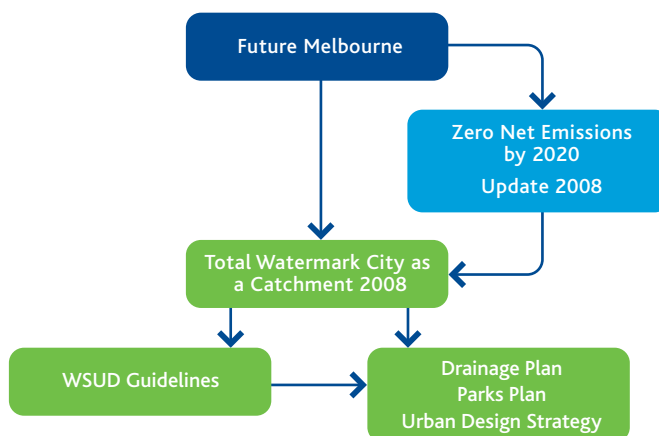 Future Melbourne
Zero Net Emissions
by 2020
Update 2008
Total Watermark City as
a Catchment 2008
WSUD Guidelines
Drainage Plan
Parks Plan
Urban Design Strategy